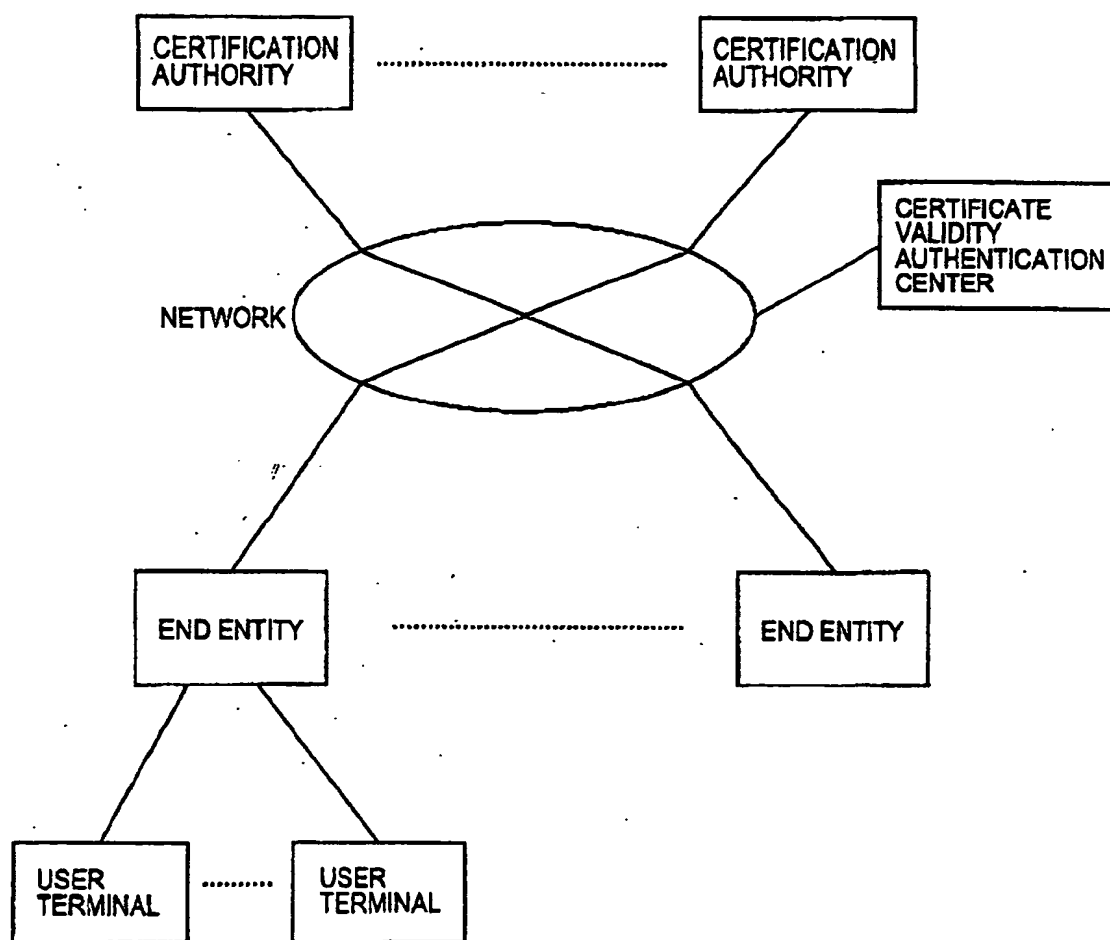 CERTIFICATION
AUTHORITY
CERTIFICATION
AUTHORITY
CERTIFICATE
VALIDITY
AUTHENTICATION
CENTER
NETWORK
END ENTITY
END ENTITY
USER
TERMINAL
USER
TERMINAL